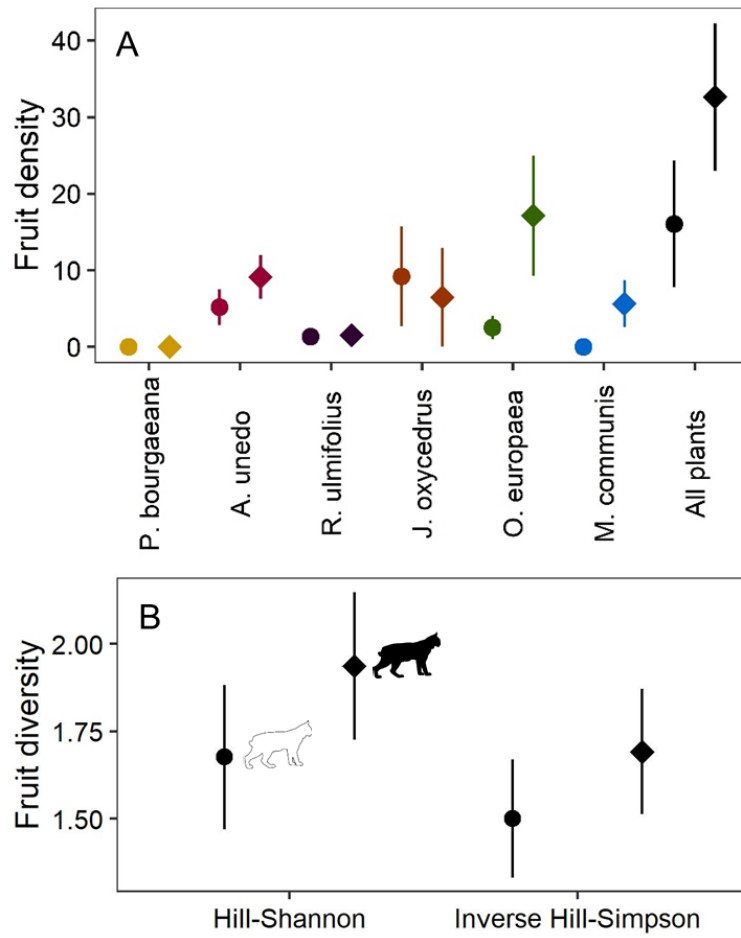 A
Fruit density
40
30
20
10
0
P. bourgaeana
A. unedo
R. ulmifolius
J. oxycedrus
O. europaea
M. communis
All plants
B
Fruit diversity
2.00
1.75
1.50
Hill-Shannon
Inverse Hill-Simpson